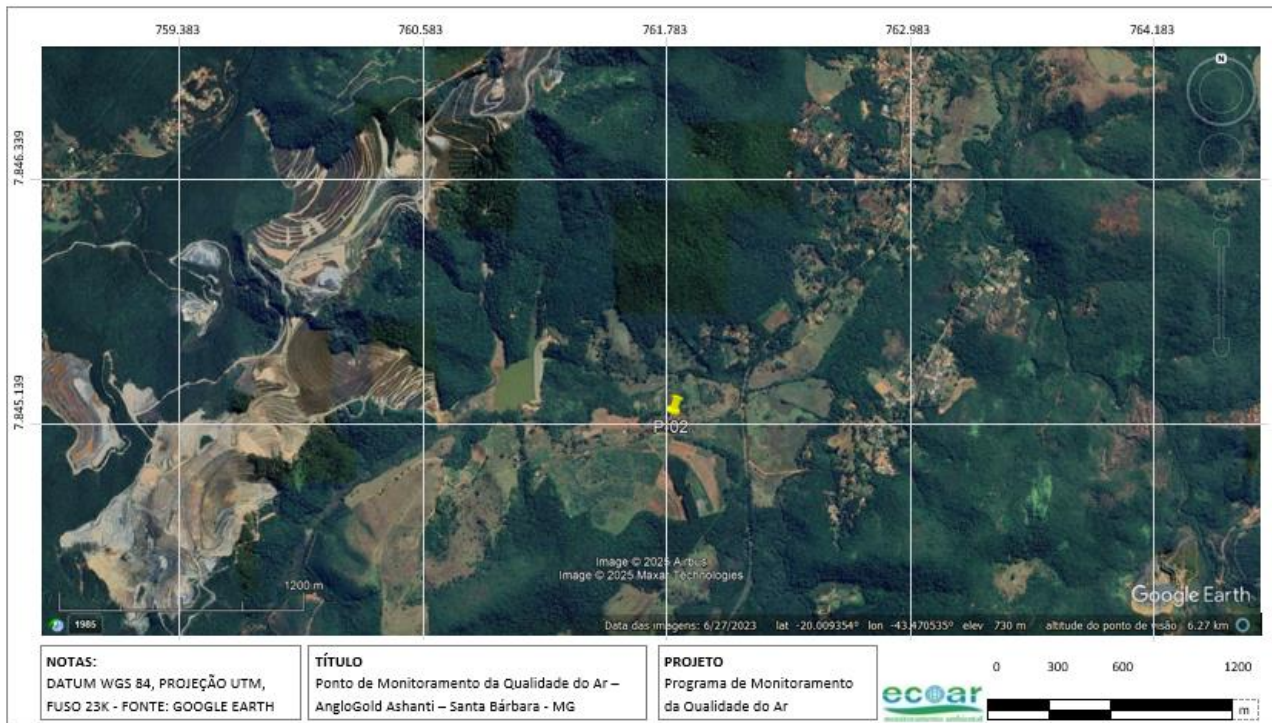 759.383 760.583 761.783 762.983 764.183
N
7.846.339
7.845.139
P 02
Image © 2025 Airbus
Image © 2025 Maxar Technologies
1200 m
Google Earth
1985
Data das imagens: 6/27/2023 lat -20.009354° lon -43.470535° elev 730 m altitude do ponto de visão 6.27 km
NOTAS:
DATUM WGS 84, PROJEÇÃO UTM,
FUSO 23K - FONTE: GOOGLE EARTH
TÍTULO
Ponto de Monitoramento da Qualidade do Ar –
AngloGold Ashanti – Santa Bárbara - MG
PROJETO
Programa de Monitoramento
da Qualidade do Ar
ecoar
monitoramento ambiental
0 300 600 1200
m